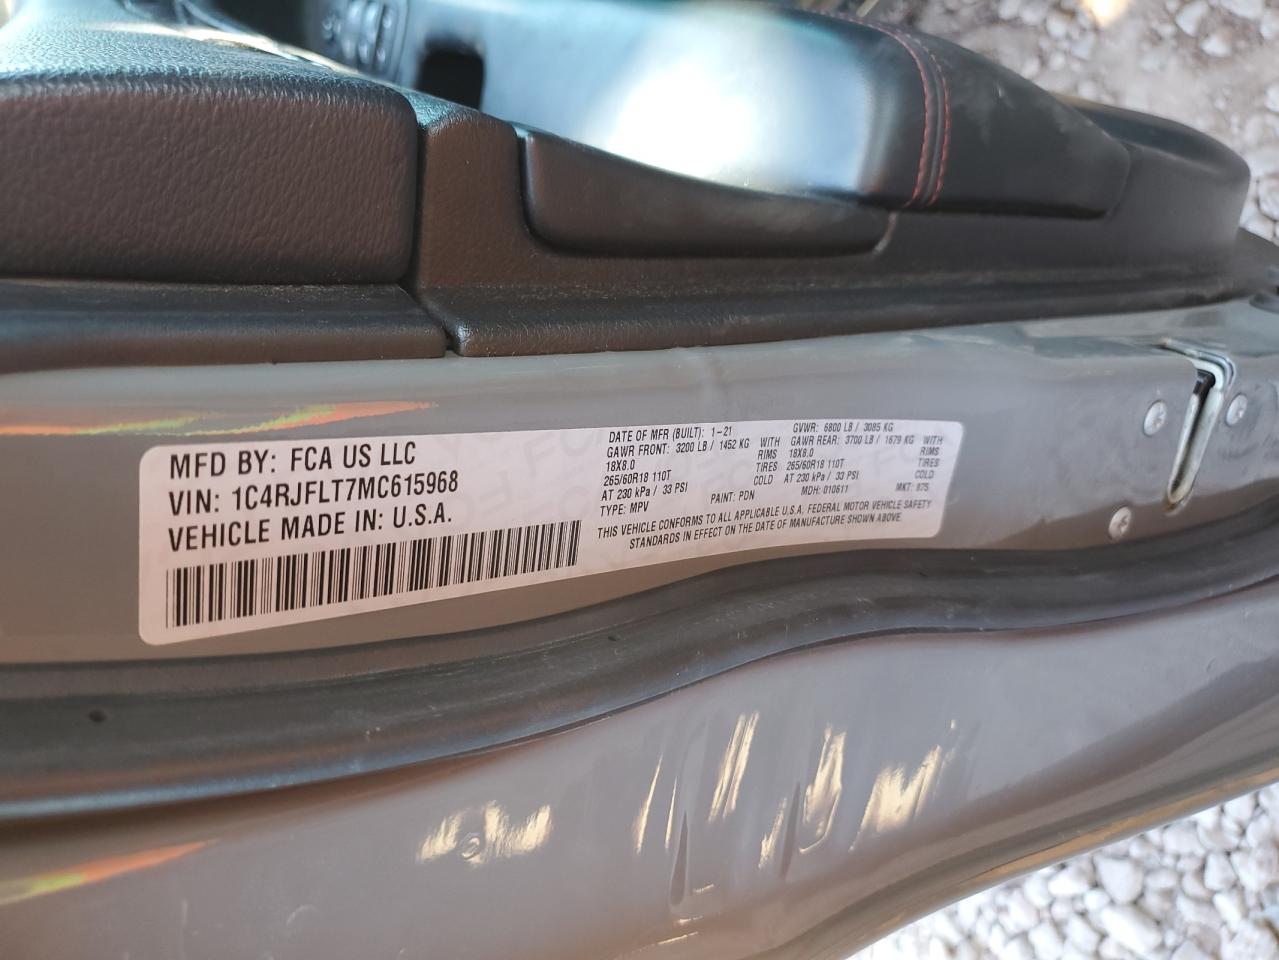 MFD BY: FCA US LLC
VIN: 1C4RJFLT7MC615968
VEHICLE MADE IN: U.S.A.
DATE OF MFR (BUILT): 1-21 GVWR: 6800 LB / 3085 KG
GAWR FRONT: 3200 LB / 1452 KG WITH GAWR REAR: 3700 LB / 1679 KG WITH
18X8.0 RIMS 18X8.0 RIMS
265/60R18 110T TIRES 265/60R18 110T TIRES
AT 230 kPa / 33 PSI COLD AT 230 kPa / 33 PSI COLD
TYPE: MPV PAINT: PDN MDH: 010611 MKT: 875
THIS VEHICLE CONFORMS TO ALL APPLICABLE U.S.A. FEDERAL MOTOR VEHICLE SAFETY
STANDARDS IN EFFECT ON THE DATE OF MANUFACTURE SHOWN ABOVE.